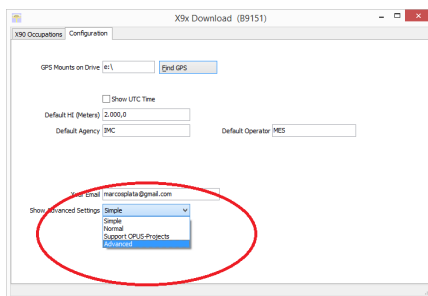 X9x Download (B9151)
X90 Occupations Configuration
GPS Mounts on Drive e:\ Find GPS
Show UTC Time
Default HI (Meters) 2.000,0
Default Agency IMC Default Operator MES
Your Email marcosplata@gmail.com
Show Advanced Settings Simple
Simple
Normal
Support OPUS-Projects
Advanced